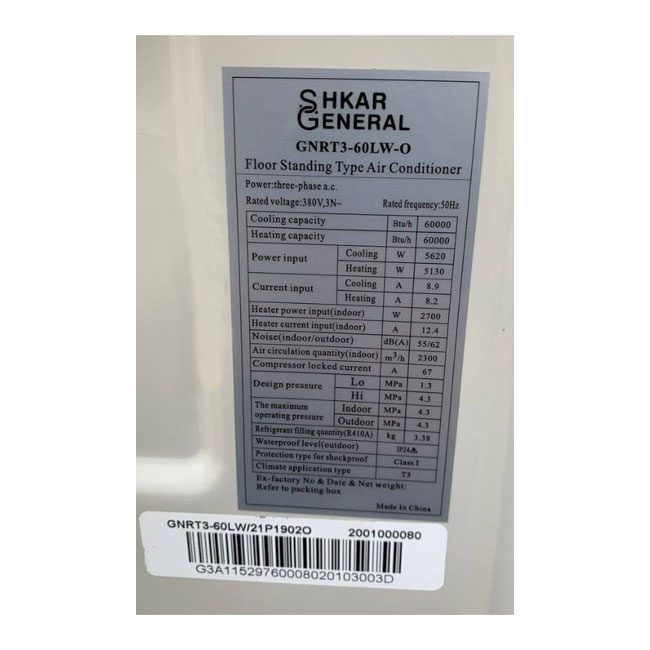 SHKAR
GENERAL
GNRT3-60LW-O
Floor Standing Type Air Conditioner
Power:three-phase a.c.
Rated voltage:380V,3N~ Rated frequency:50Hz
Cooling capacity Btu/h 60000
Heating capacity Btu/h 60000
Power input Cooling W 5620
Heating W 5130
Current input Cooling A 8.9
Heating A 8.2
Heater power input(indoor) W 2700
Heater current input(indoor) A 12.4
Noise(indoor/outdoor) dB(A) 55/62
Air circulation quantity(indoor) m³/h 2300
Compressor locked current A 67
Design pressure Lo MPa 1.3
Hi MPa 4.3
The maximum operating pressure Indoor MPa 4.3
Outdoor MPa 4.3
Refrigerant filling quantity(R410A) kg 3.38
Waterproof level(outdoor) IP24
Protection type for shockproof Class I
Climate application type T3
Ex-factory No & Date & Net weight:
Refer to packing box
Made In China
GNRT3-60LW/21P1902O 2001000080
G3A11529760008020103003D